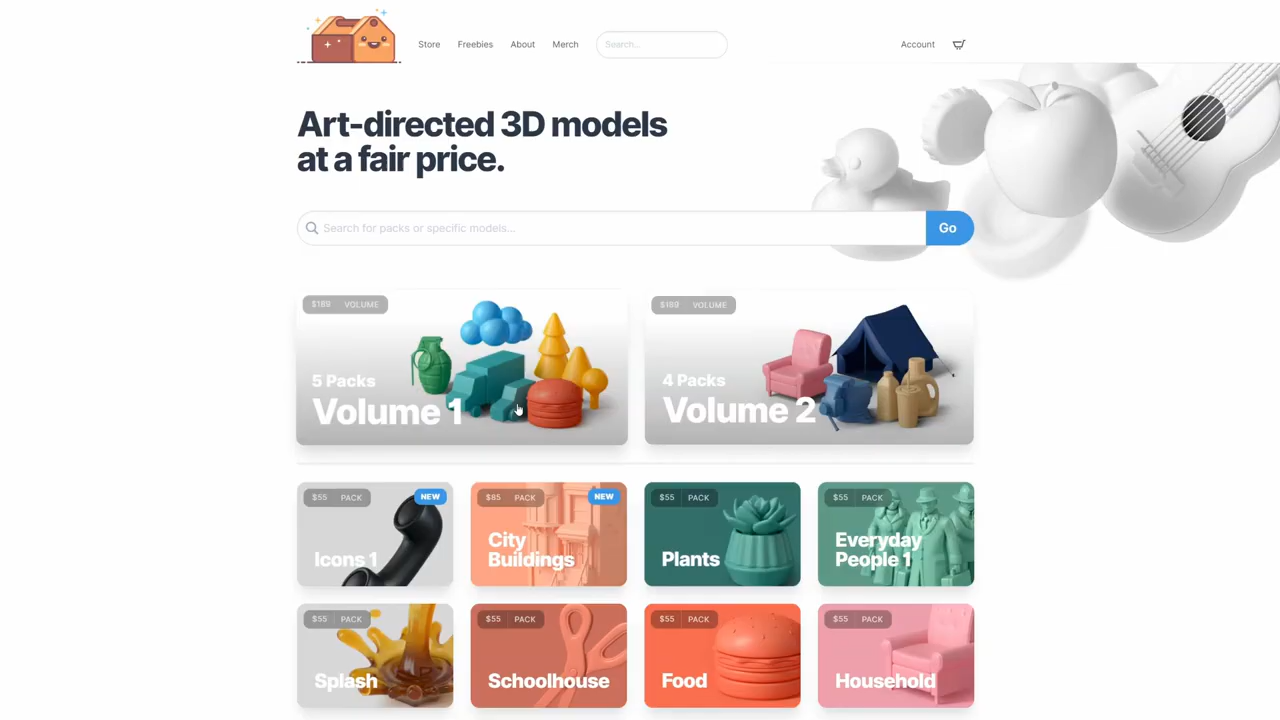 Store Freebies About Merch Search... Account
Art-directed 3D models
at a fair price.
Search for packs or specific models... Go
$189 VOLUME
5 Packs
Volume 1
$189 VOLUME
4 Packs
Volume 2
$55 PACK NEW
Icons 1
$85 PACK NEW
City
Buildings
$55 PACK
Plants
$55 PACK
Everyday
People 1
$55 PACK
Splash
$55 PACK
Schoolhouse
$55 PACK
Food
$55 PACK
Household